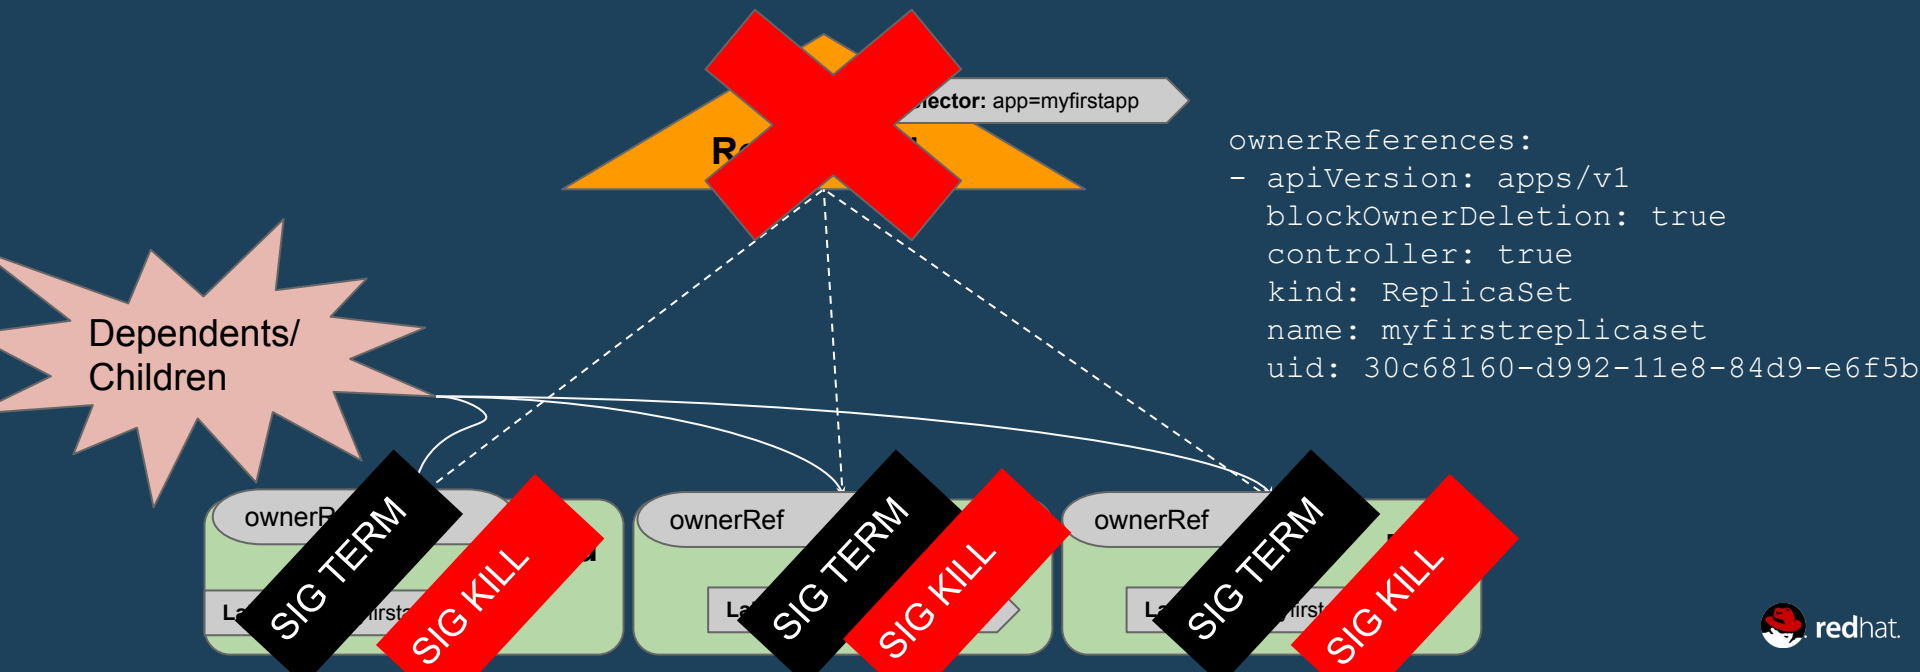 app=myfirstapp
ownerReferences:
- apiVersion: apps/v1
blockOwnerDeletion: true
controller: true
kind: ReplicaSet
name: myfirstreplicaset
uid: 30c68160-d992-11e8-84d9-e6f5b
Dependents/
Children
ownerRef
ownerRef
SIG TERM
SIG KILL
SIG TERM
SIG KILL
SIG TERM
SIG KILL
redhat.